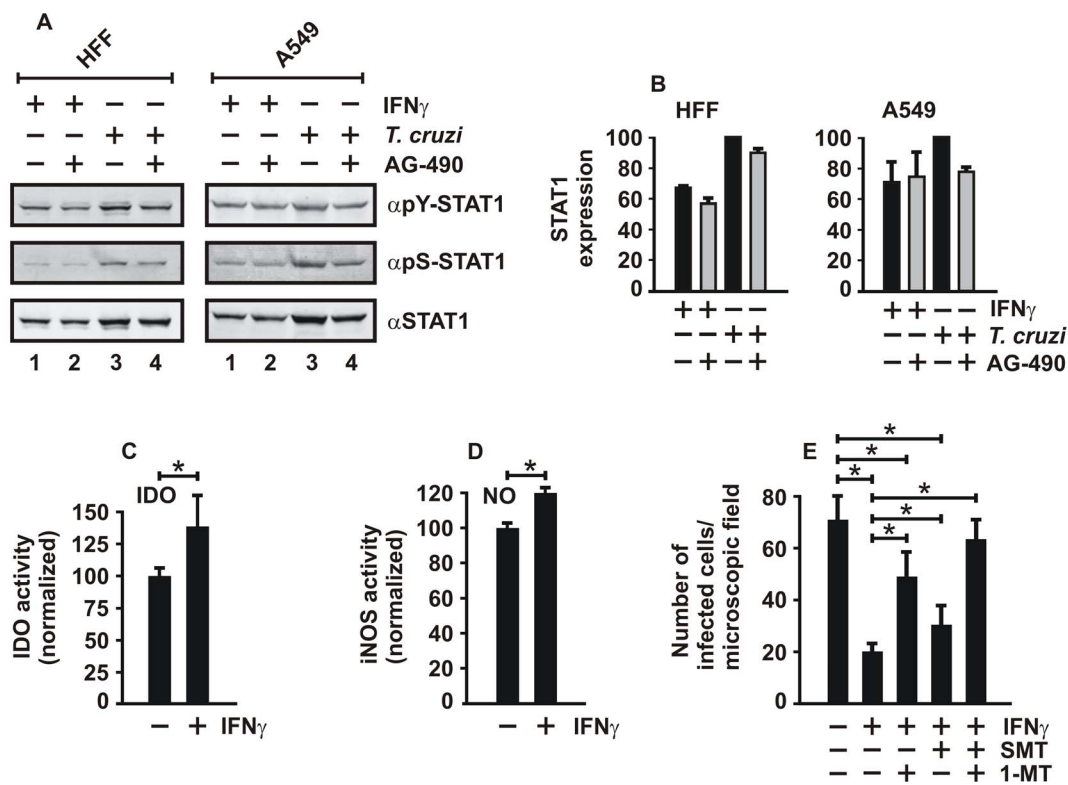 A
HFF
A549
+ + − − + + − − IFNγ
− − + + − − + + T. cruzi
− + − + − + − + AG-490
αpY-STAT1
αpS-STAT1
αSTAT1
1 2 3 4 1 2 3 4
B
HFF
A549
STAT1
expression
100
80
60
40
20
0
100
80
60
40
20
0
+ + − − + + − − IFNγ
− − + + − − + + T. cruzi
− + − + − + − + AG-490
C
*
IDO
IDO activity
(normalized)
150
125
100
75
50
25
0
− + IFNγ
D
*
NO
iNOS activity
(normalized)
120
100
80
60
40
20
0
− + IFNγ
E
*
*
*
*
*
*
Number of
infected cells/
microscopic field
80
60
40
20
0
− + + + + IFNγ
− − − + + SMT
− − + − + 1-MT